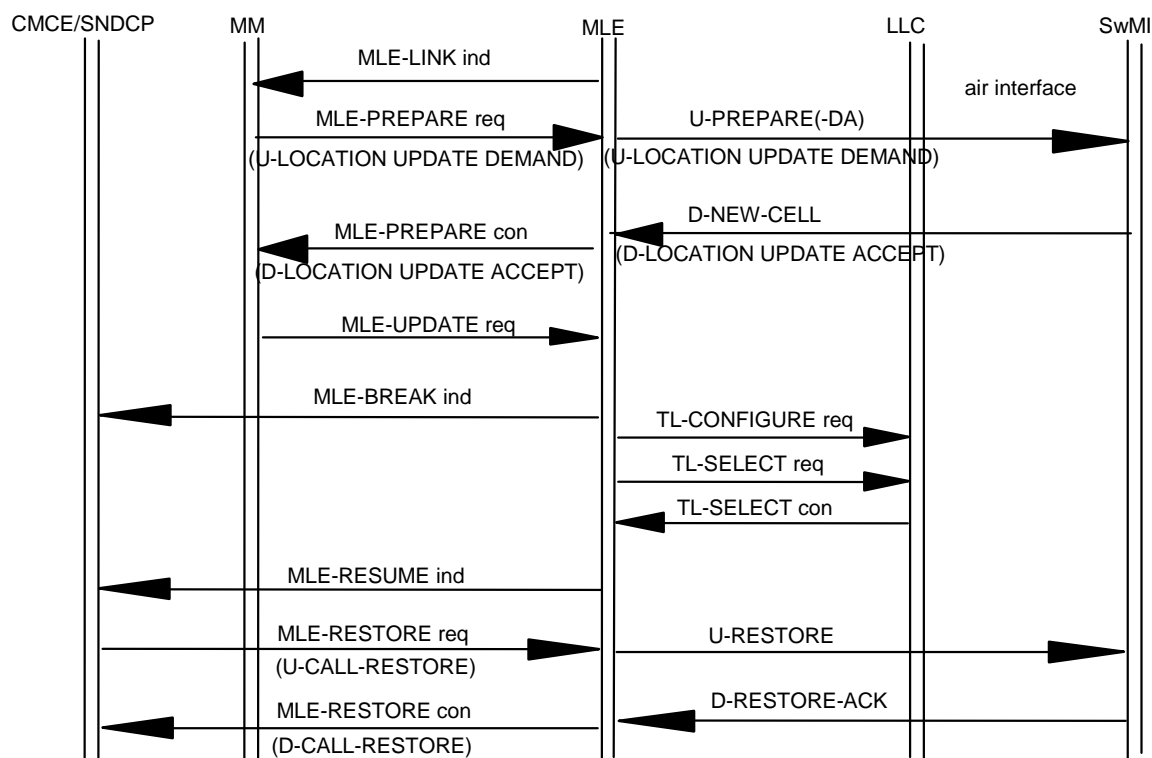 CMCE/SNDCP MM MLE LLC SwMI
MLE-LINK ind
air interface
MLE-PREPARE req U-PREPARE(-DA)
(U-LOCATION UPDATE DEMAND) (U-LOCATION UPDATE DEMAND)
D-NEW-CELL
MLE-PREPARE con
(D-LOCATION UPDATE ACCEPT)
(D-LOCATION UPDATE ACCEPT)
MLE-UPDATE req
MLE-BREAK ind
TL-CONFIGURE req
TL-SELECT req
TL-SELECT con
MLE-RESUME ind
MLE-RESTORE req U-RESTORE
(U-CALL-RESTORE)
MLE-RESTORE con D-RESTORE-ACK
(D-CALL-RESTORE)